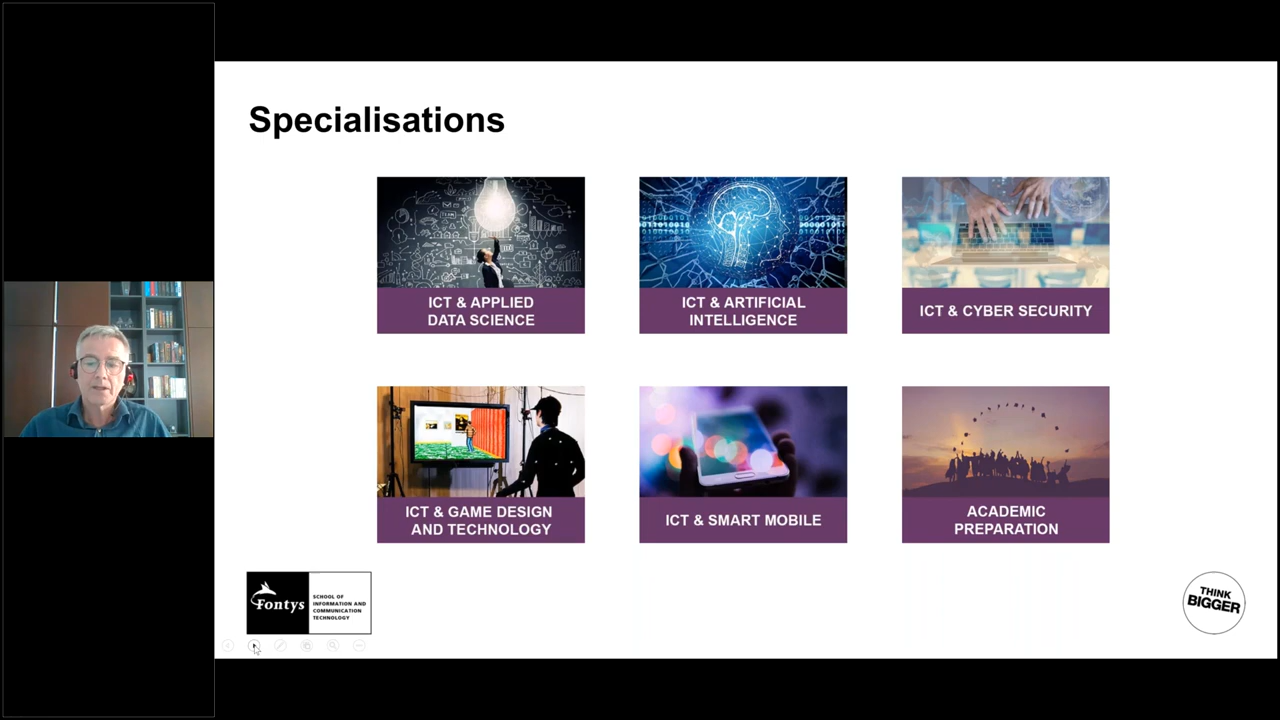 Specialisations
ICT & APPLIED
DATA SCIENCE
ICT & ARTIFICIAL
INTELLIGENCE
ICT & CYBER SECURITY
ICT & GAME DESIGN
AND TECHNOLOGY
ICT & SMART MOBILE
ACADEMIC
PREPARATION
Fontys
SCHOOL OF
INFORMATION AND
COMMUNICATION
TECHNOLOGY
THINK
BIGGER